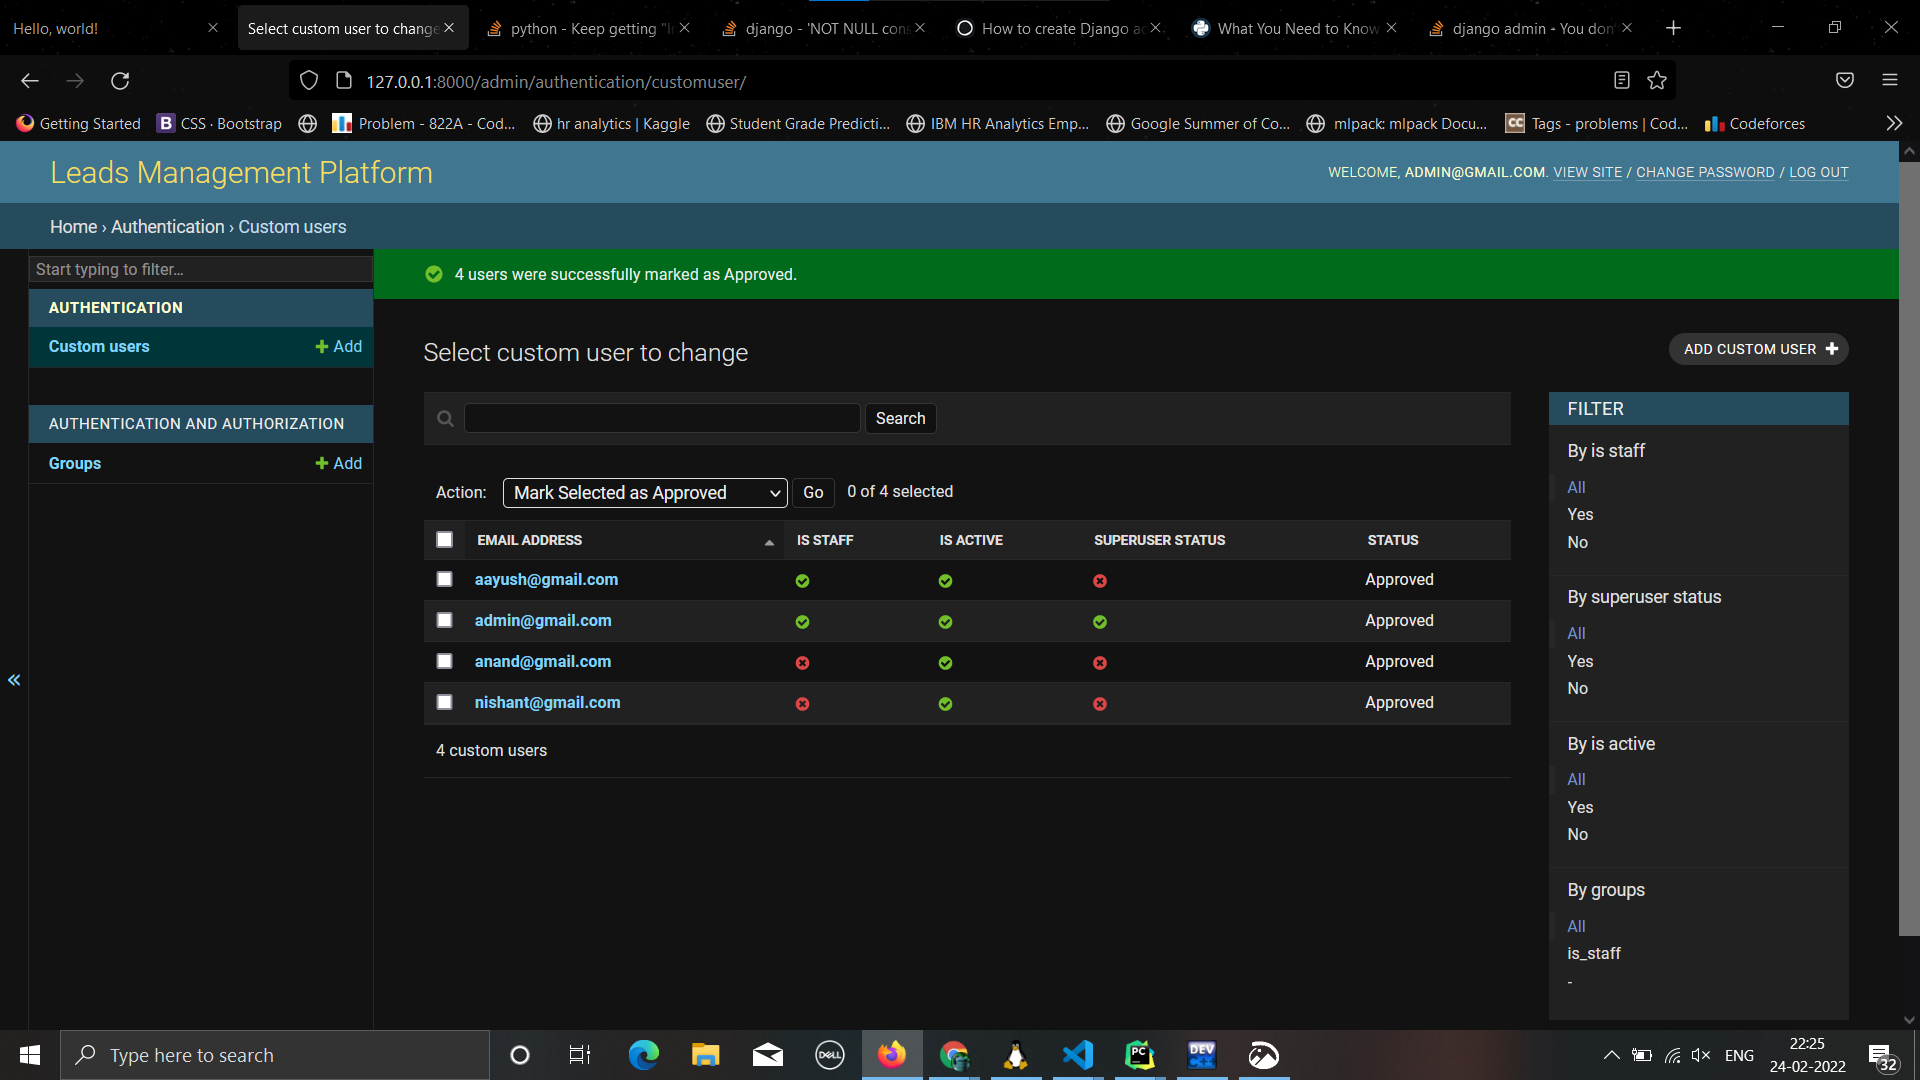 Hello, world!
Select custom user to change
python - Keep getting "I
django - 'NOT NULL cons
How to create Django ac
What You Need to Know
django admin - You don'
127.0.0.1:8000/admin/authentication/customuser/
Getting Started
CSS · Bootstrap
Problem - 822A - Cod...
hr analytics | Kaggle
Student Grade Predicti...
IBM HR Analytics Emp...
Google Summer of Co...
mlpack: mlpack Docu...
Tags - problems | Cod...
Codeforces
Leads Management Platform
WELCOME, ADMIN@GMAIL.COM. VIEW SITE / CHANGE PASSWORD / LOG OUT
Home › Authentication › Custom users
Start typing to filter...
AUTHENTICATION
Custom users
Add
AUTHENTICATION AND AUTHORIZATION
Groups
Add
4 users were successfully marked as Approved.
Select custom user to change
ADD CUSTOM USER
Search
Action: Mark Selected as Approved Go 0 of 4 selected
EMAIL ADDRESS IS STAFF IS ACTIVE SUPERUSER STATUS STATUS
aayush@gmail.com Approved
admin@gmail.com Approved
anand@gmail.com Approved
nishant@gmail.com Approved
4 custom users
FILTER
By is staff
All
Yes
No
By superuser status
All
Yes
No
By is active
All
Yes
No
By groups
All
is_staff
-
«
Type here to search
DELL
PC
DEV
ENG
22:25
24-02-2022
32